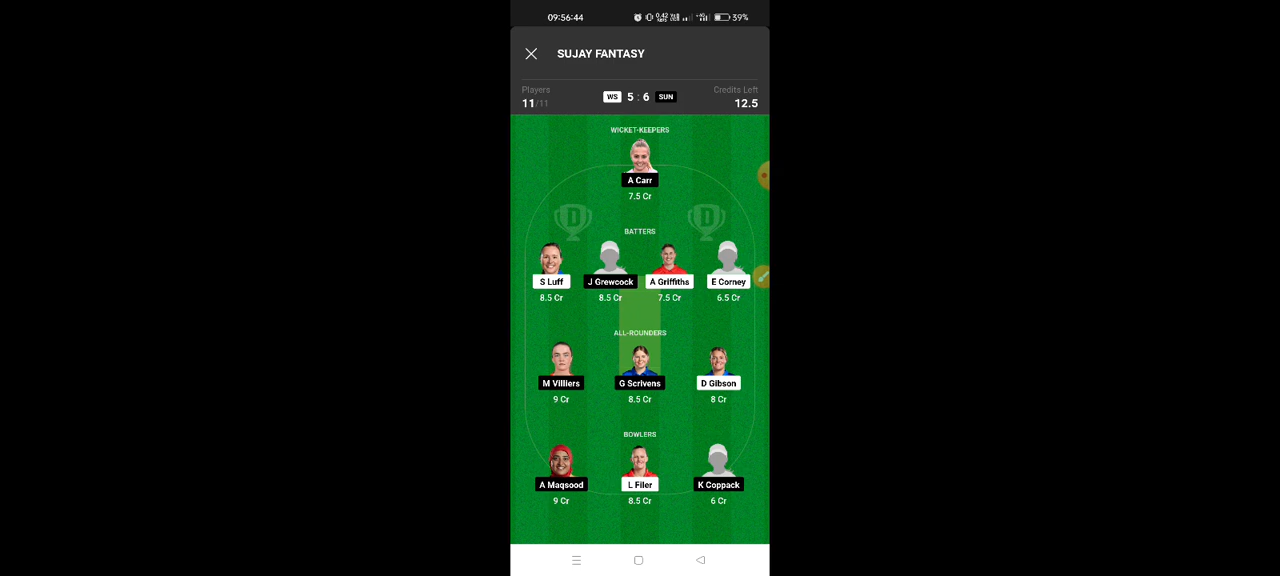 09:56:44
39%
SUJAY FANTASY
Players
Credits Left
11/11
WS 5 : 6 SUN
12.5
WICKET-KEEPERS
A Carr
7.5 Cr
BATTERS
S Luff J Grewcock A Griffiths E Corney
8.5 Cr 8.5 Cr 7.5 Cr 6.5 Cr
ALL-ROUNDERS
M Villiers G Scrivens D Gibson
9 Cr 8.5 Cr 8 Cr
BOWLERS
A Maqsood L Filer K Coppack
9 Cr 8.5 Cr 6 Cr